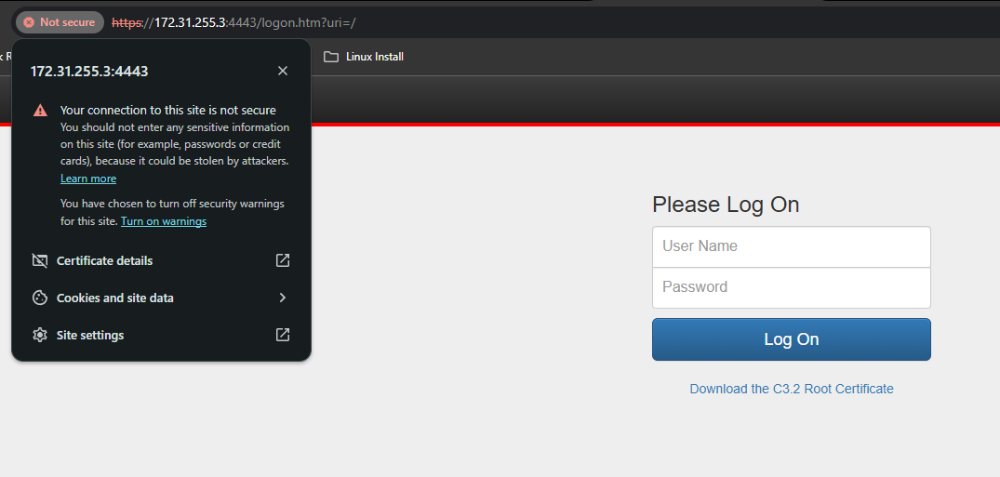 Not secure https://172.31.255.3:4443/logon.htm?uri=/
Linux Install
172.31.255.3:4443
Your connection to this site is not secure
You should not enter any sensitive information
on this site (for example, passwords or credit
cards), because it could be stolen by attackers.
Learn more
You have chosen to turn off security warnings
for this site. Turn on warnings
Certificate details
Cookies and site data
Site settings
Please Log On
User Name
Password
Log On
Download the C3.2 Root Certificate